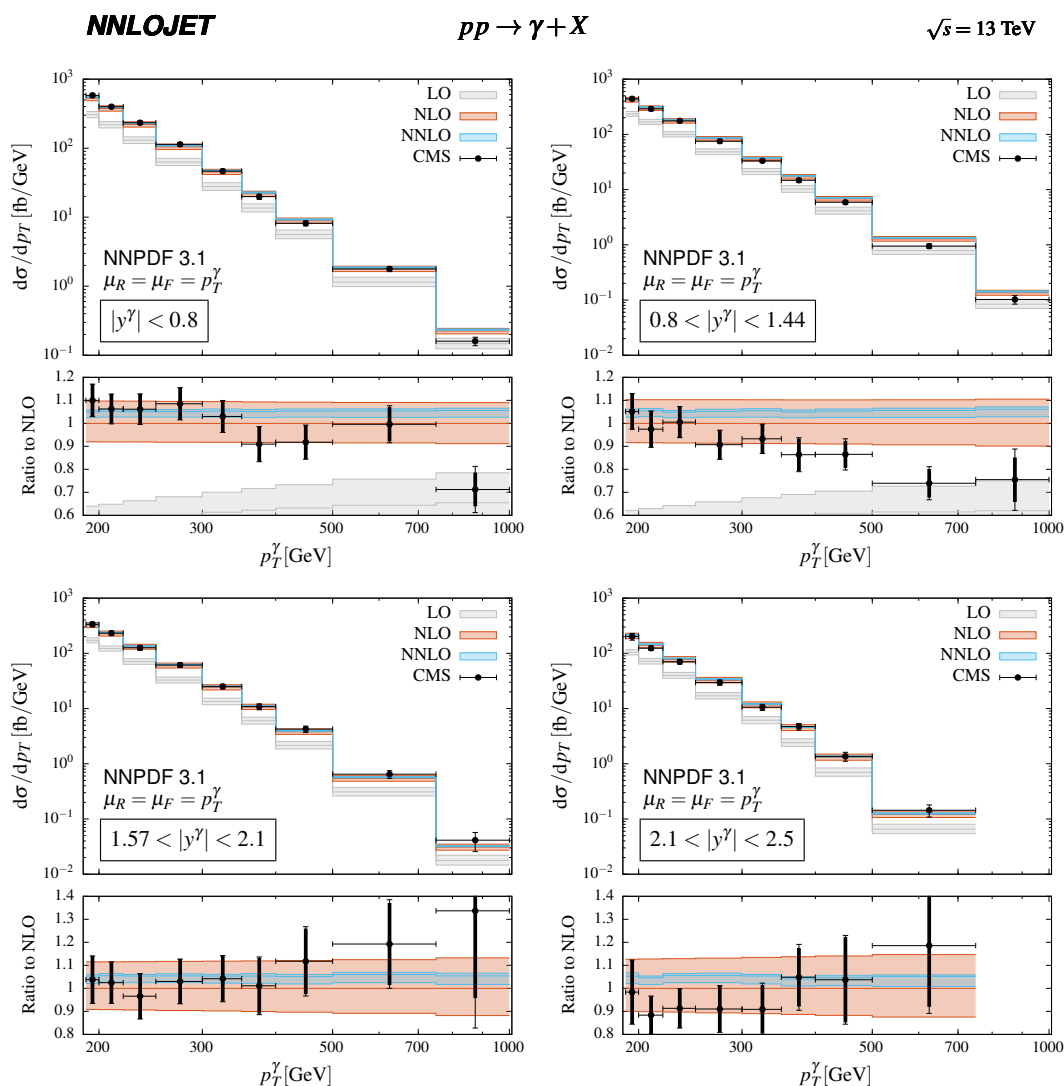 NNLOJET pp → γ + X √s = 13 TeV
10³
10²
10¹
10⁰
10⁻¹
dσ/dp_T [fb/GeV]
LO
NLO
NNLO
CMS
NNPDF 3.1
μ_R = μ_F = p_T^γ
|y^γ| < 0.8
1.2
1.1
1
0.9
0.8
0.7
0.6
Ratio to NLO
200 300 500 700 1000
p_T^γ [GeV]
10³
10²
10¹
10⁰
10⁻¹
10⁻²
dσ/dp_T [fb/GeV]
LO
NLO
NNLO
CMS
NNPDF 3.1
μ_R = μ_F = p_T^γ
0.8 < |y^γ| < 1.44
1.2
1.1
1
0.9
0.8
0.7
0.6
Ratio to NLO
200 300 500 700 1000
p_T^γ [GeV]
10³
10²
10¹
10⁰
10⁻¹
10⁻²
dσ/dp_T [fb/GeV]
LO
NLO
NNLO
CMS
NNPDF 3.1
μ_R = μ_F = p_T^γ
1.57 < |y^γ| < 2.1
1.4
1.3
1.2
1.1
1
0.9
0.8
Ratio to NLO
200 300 500 700 1000
p_T^γ [GeV]
10³
10²
10¹
10⁰
10⁻¹
10⁻²
dσ/dp_T [fb/GeV]
LO
NLO
NNLO
CMS
NNPDF 3.1
μ_R = μ_F = p_T^γ
2.1 < |y^γ| < 2.5
1.4
1.3
1.2
1.1
1
0.9
0.8
Ratio to NLO
200 300 500 700 1000
p_T^γ [GeV]